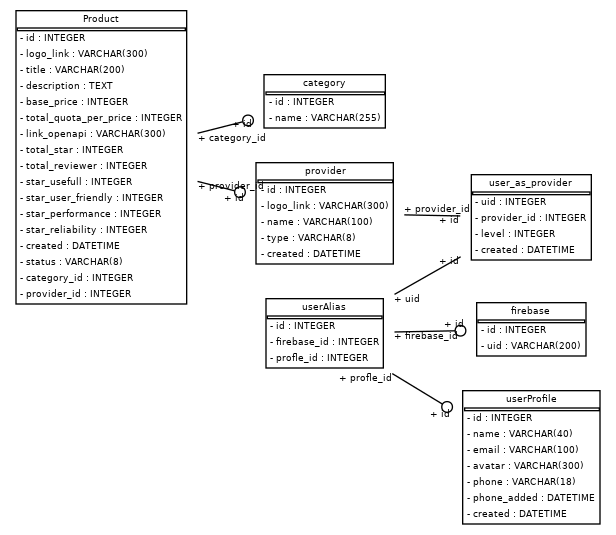 Product
- id : INTEGER
- logo_link : VARCHAR(300)
- title : VARCHAR(200)
- description : TEXT
- base_price : INTEGER
- total_quota_per_price : INTEGER
- link_openapi : VARCHAR(300)
- total_star : INTEGER
- total_reviewer : INTEGER
- star_usefull : INTEGER
- star_user_friendly : INTEGER
- star_performance : INTEGER
- star_reliability : INTEGER
- created : DATETIME
- status : VARCHAR(8)
- category_id : INTEGER
- provider_id : INTEGER
+ id
+ category_id
category
- id : INTEGER
- name : VARCHAR(255)
+ provider_id
+ id
provider
- id : INTEGER
- logo_link : VARCHAR(300)
- name : VARCHAR(100)
- type : VARCHAR(8)
- created : DATETIME
+ provider_id
+ id
user_as_provider
- uid : INTEGER
- provider_id : INTEGER
- level : INTEGER
- created : DATETIME
+ id
+ uid
userAlias
- id : INTEGER
- firebase_id : INTEGER
- profle_id : INTEGER
+ id
+ firebase_id
firebase
- id : INTEGER
- uid : VARCHAR(200)
+ profle_id
+ id
userProfile
- id : INTEGER
- name : VARCHAR(40)
- email : VARCHAR(100)
- avatar : VARCHAR(300)
- phone : VARCHAR(18)
- phone_added : DATETIME
- created : DATETIME